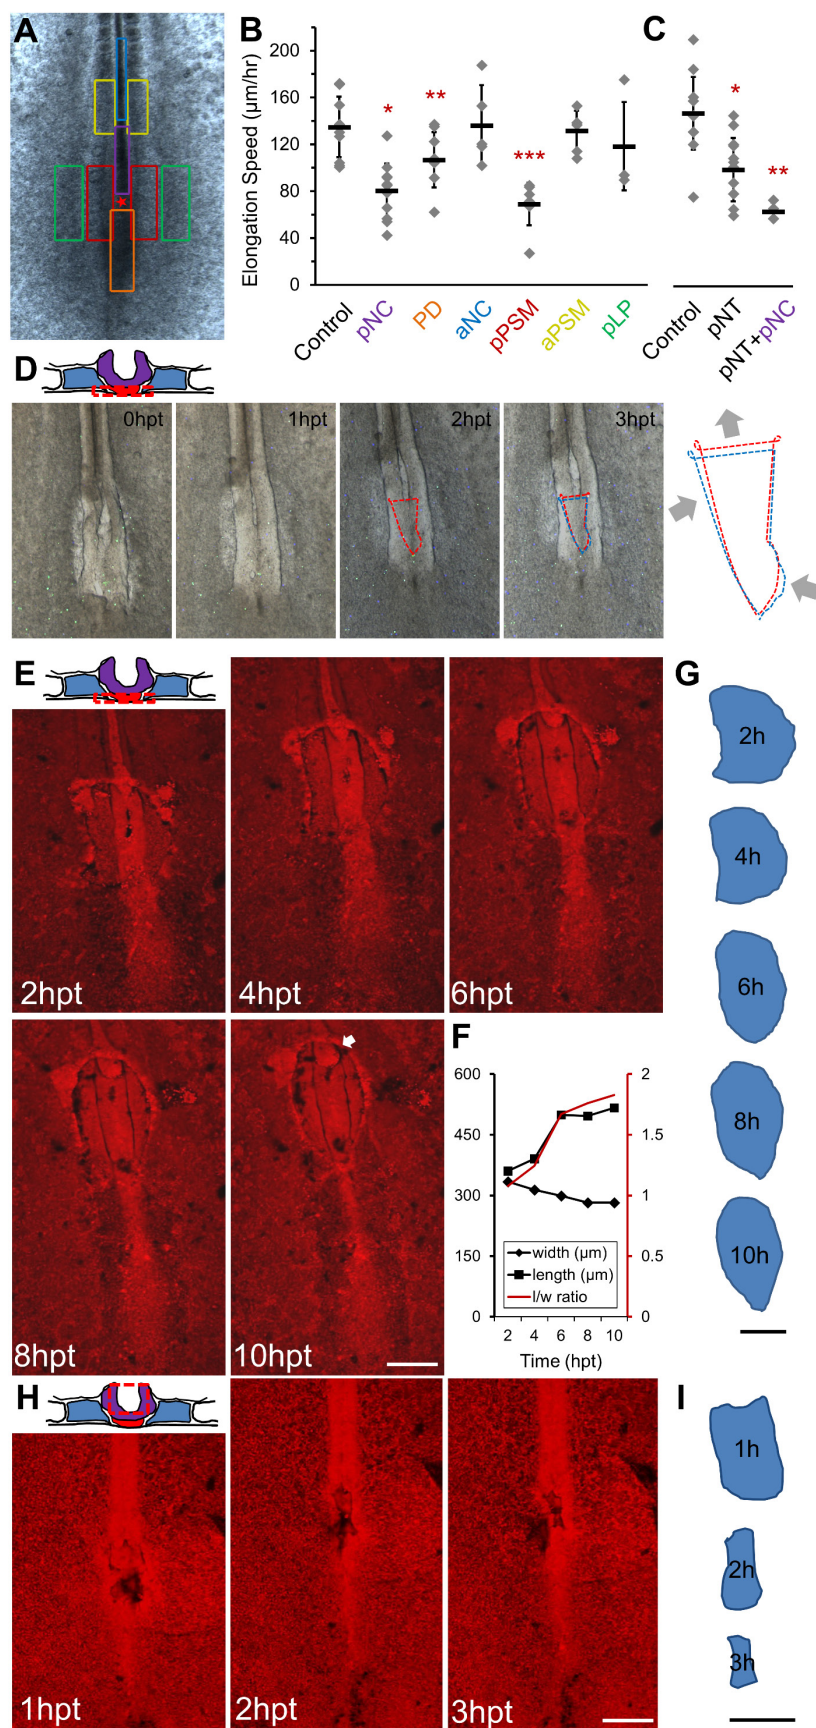 A
B
Elongation Speed (µm/hr)
200
160
120
80
40
0
*
**
***
Control
pNC
PD
aNC
pPSM
aPSM
pLP
C
*
**
Control
pNT
pNT+pNC
D
0hpt
1hpt
2hpt
3hpt
E
2hpt
4hpt
6hpt
8hpt
10hpt
F
600
450
300
150
0
2
1.5
1
0.5
0
width (µm)
length (µm)
l/w ratio
2 4 6 8 10
Time (hpt)
G
2h
4h
6h
8h
10h
H
1hpt
2hpt
3hpt
I
1h
2h
3h